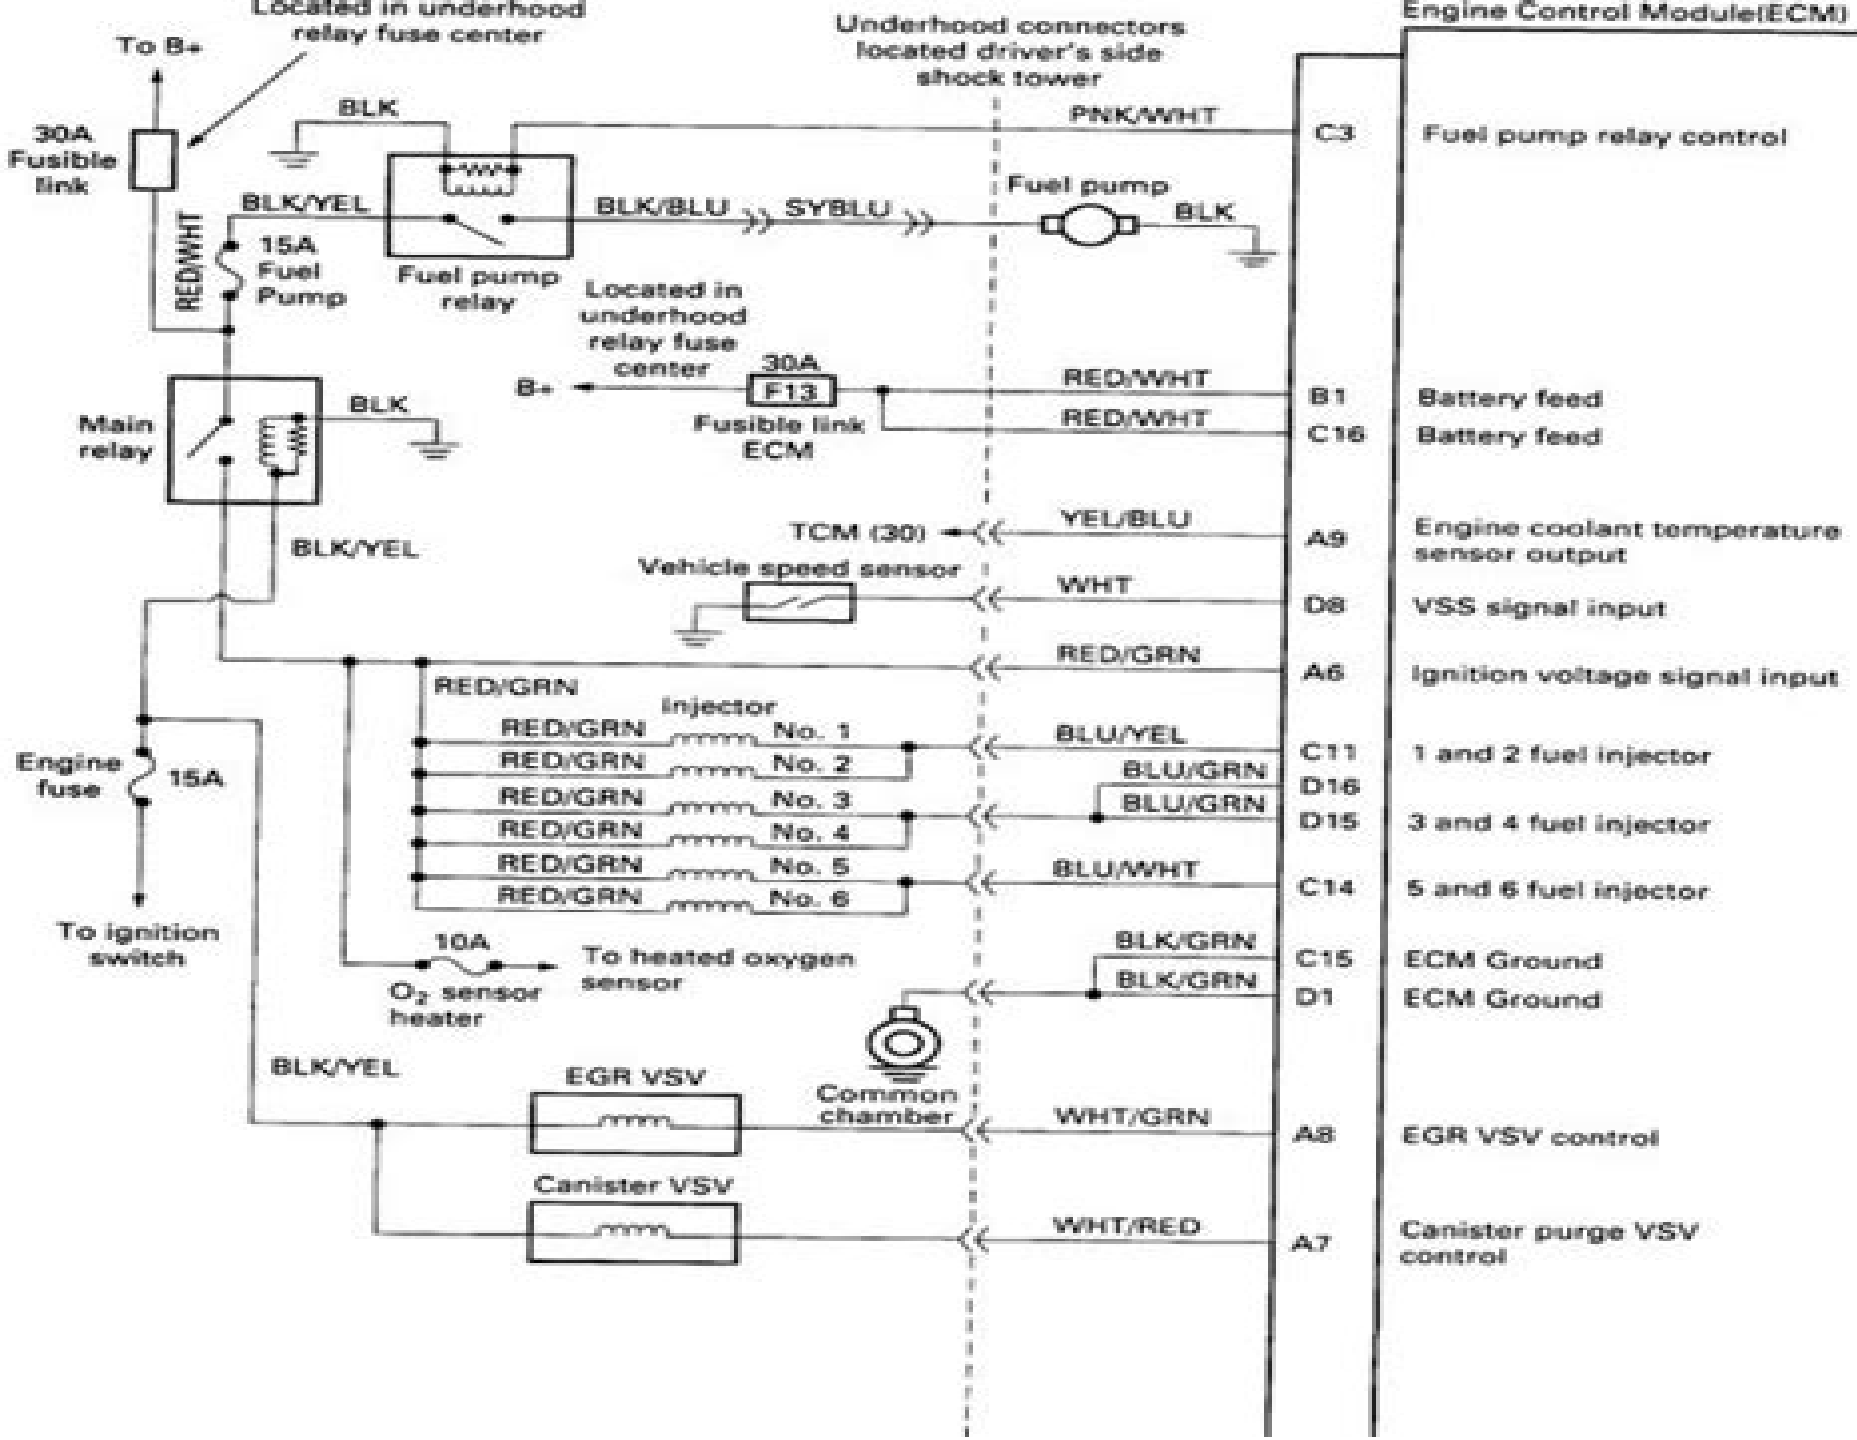 Located in underhood
relay fuse center
To B+
30A
Fusible
link
RED/WHT
BLK
BLK/YEL
15A
Fuel
Pump
Fuel pump
relay
BLK/BLU
SYBLU
Underhood connectors
located driver's side
shock tower
PNK/WHT
Fuel pump
BLK
Engine Control Module(ECM)
C3
Fuel pump relay control
Located in
underhood
relay fuse
center
B+
30A
F13
Fusible link
ECM
RED/WHT
RED/WHT
B1
Battery feed
C16
Battery feed
Main
relay
BLK
BLK/YEL
TCM (30)
YEL/BLU
A9
Engine coolant temperature
sensor output
Vehicle speed sensor
WHT
D8
VSS signal input
RED/GRN
A6
Ignition voltage signal input
RED/GRN
Injector
RED/GRN No. 1
RED/GRN No. 2
RED/GRN No. 3
RED/GRN No. 4
RED/GRN No. 5
RED/GRN No. 6
BLU/YEL
C11
1 and 2 fuel injector
BLU/GRN
D16
BLU/GRN
D15
3 and 4 fuel injector
BLU/WHT
C14
5 and 6 fuel injector
Engine
fuse
15A
To ignition
switch
10A
O₂ sensor
heater
To heated oxygen
sensor
BLK/GRN
C15
ECM Ground
BLK/GRN
D1
ECM Ground
Common
chamber
BLK/YEL
EGR VSV
WHT/GRN
A8
EGR VSV control
Canister VSV
WHT/RED
A7
Canister purge VSV
control